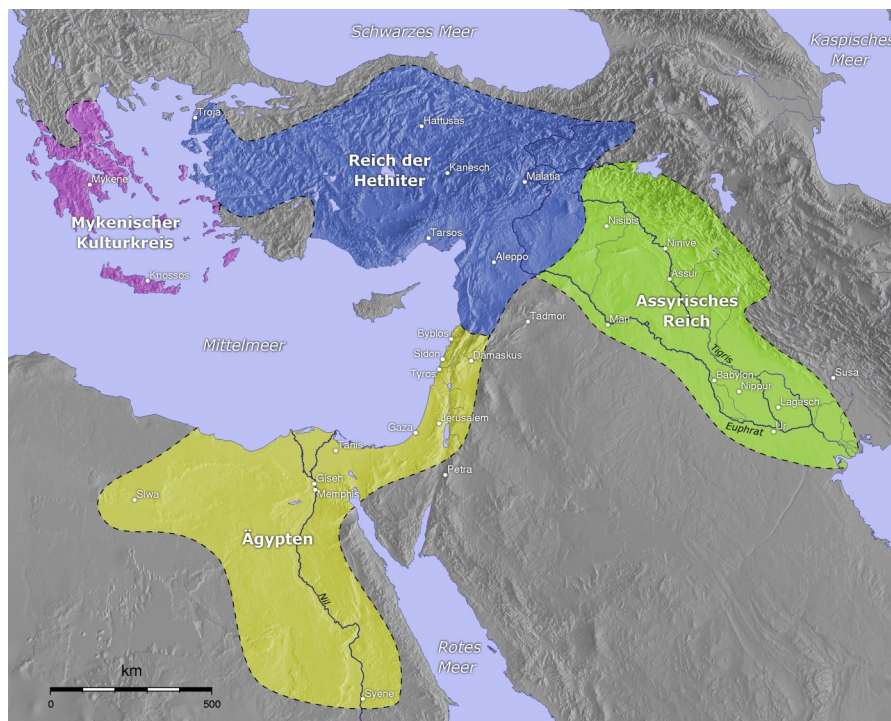 Schwarzes Meer
Kaspisches
Meer
Troja
Hattusas
Reich der
Hethiter
Kanesch
Malatia
Mykene
Mykenischer
Kulturkreis
Tarsos
Aleppo
Nisibis
Ninive
Assur
Knossos
Assyrisches
Reich
Mari
Tadmor
Mittelmeer
Byblos
Sidon
Damaskus
Tyros
Tigris
Susa
Babylon
Nippur
Lagasch
Euphrat
Ur
Gaza
Jerusalem
Tanis
Petra
Giseh
Memphis
Siwa
Ägypten
Nil
Rotes
Meer
km
0
500
Syene